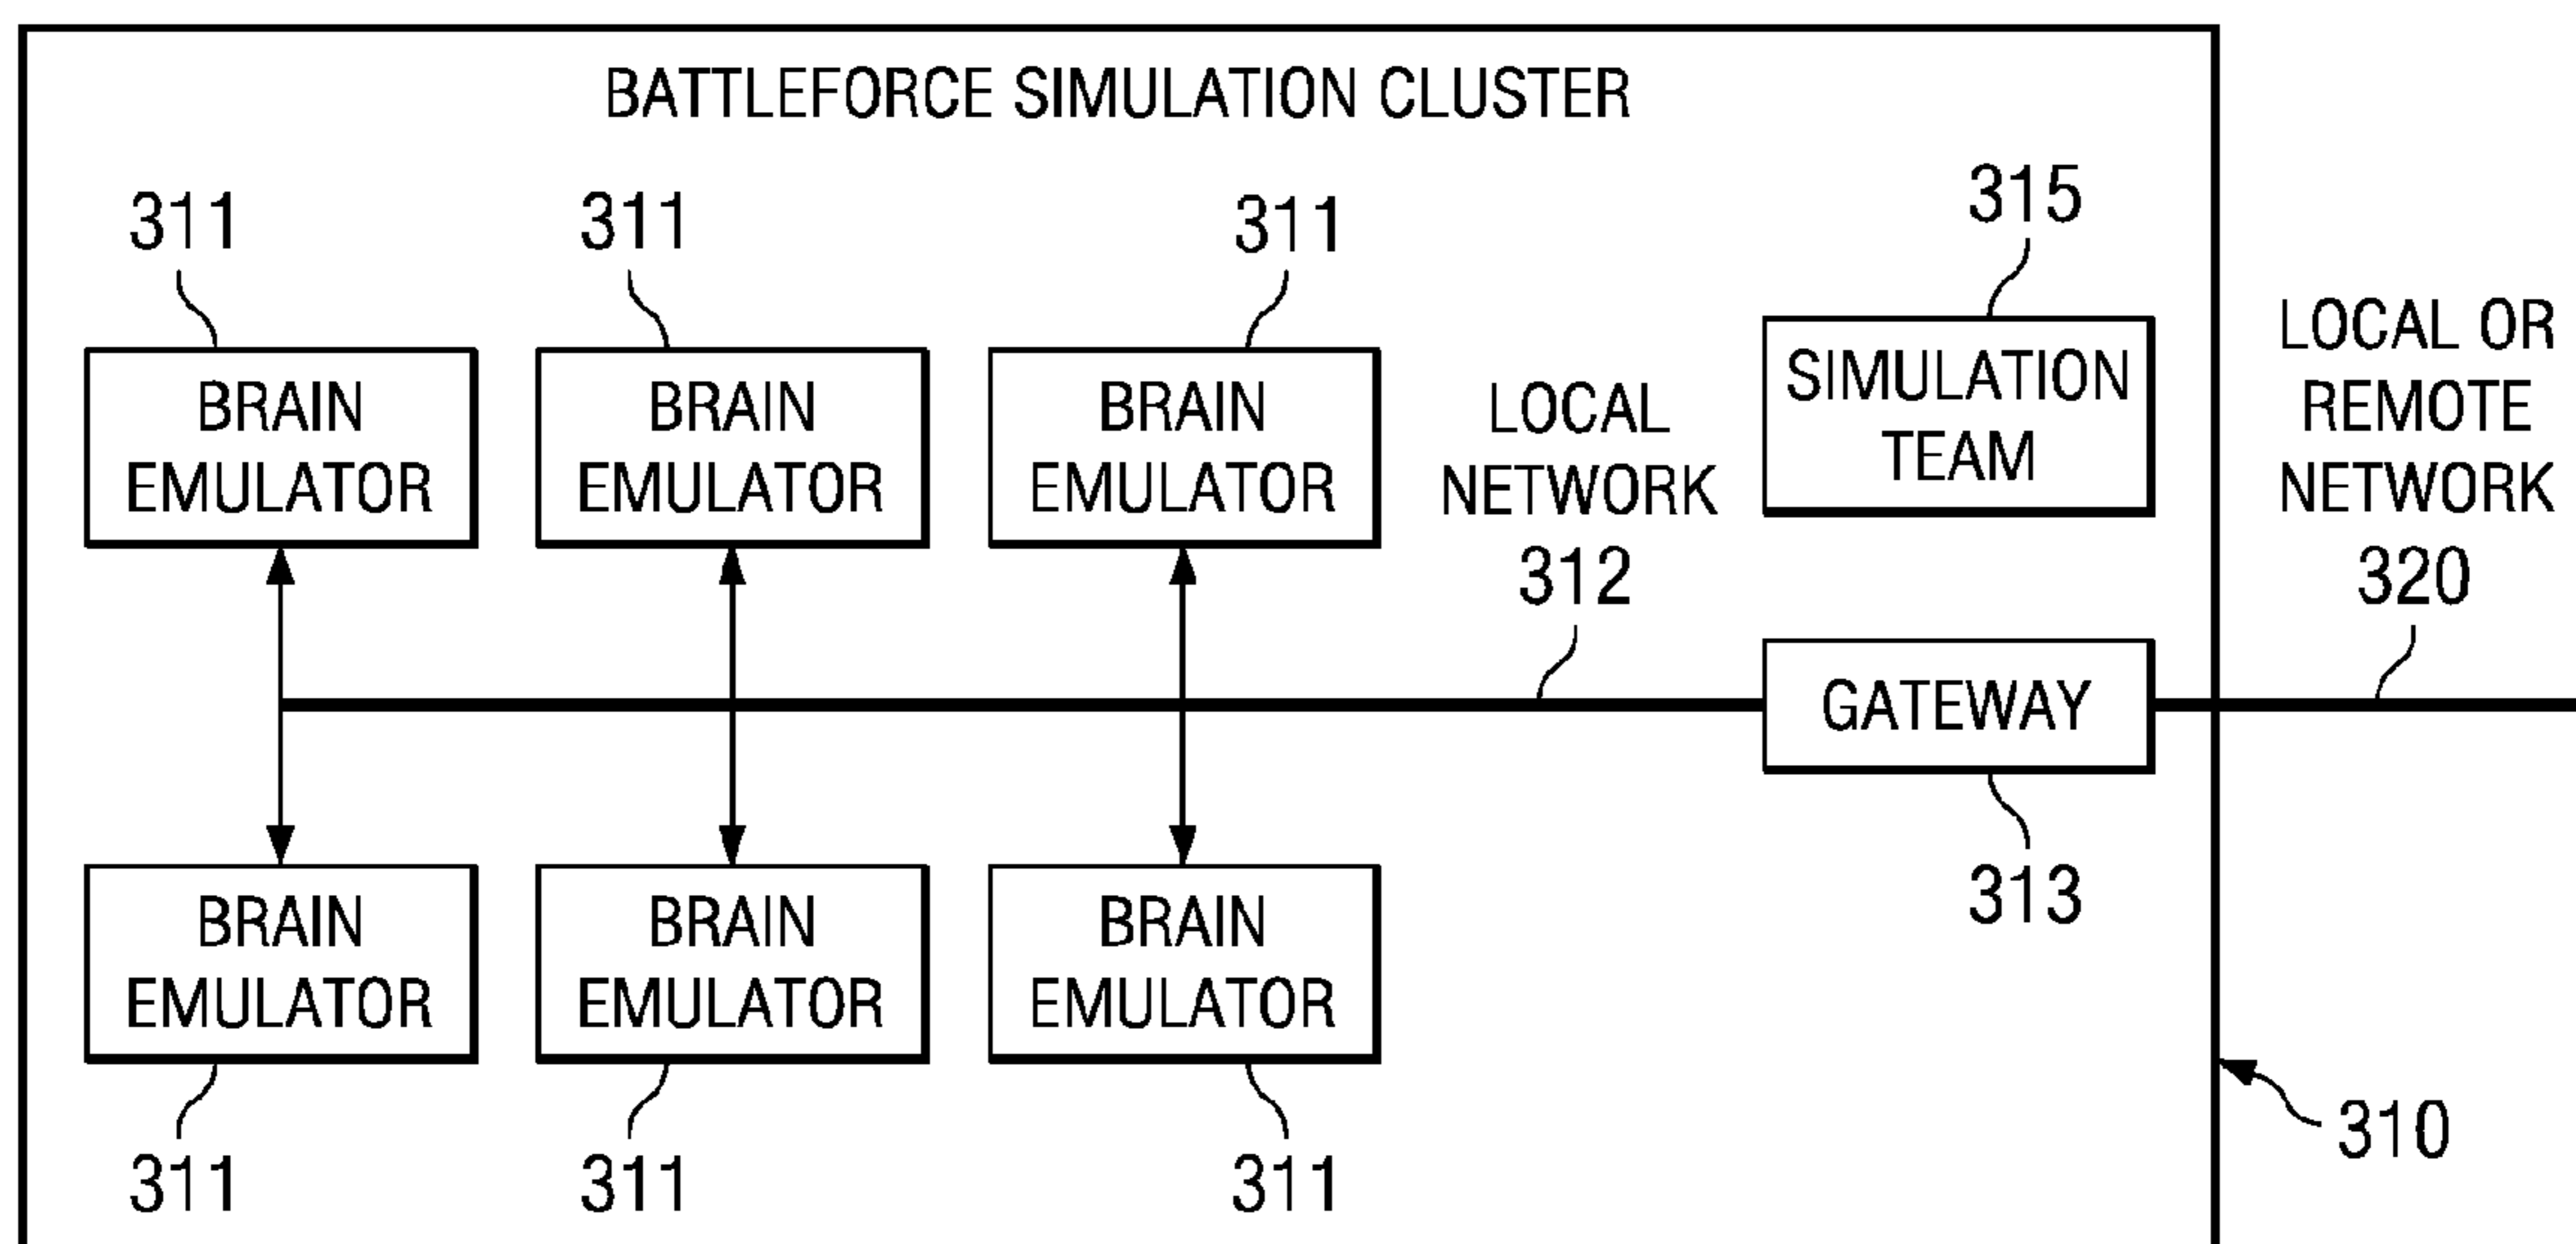 BATTLEFORCE SIMULATION CLUSTER
311
311
311
315
BRAIN
EMULATOR
BRAIN
EMULATOR
BRAIN
EMULATOR
LOCAL
NETWORK
312
SIMULATION
TEAM
LOCAL OR
REMOTE
NETWORK
320
GATEWAY
313
BRAIN
EMULATOR
BRAIN
EMULATOR
BRAIN
EMULATOR
311
311
311
310